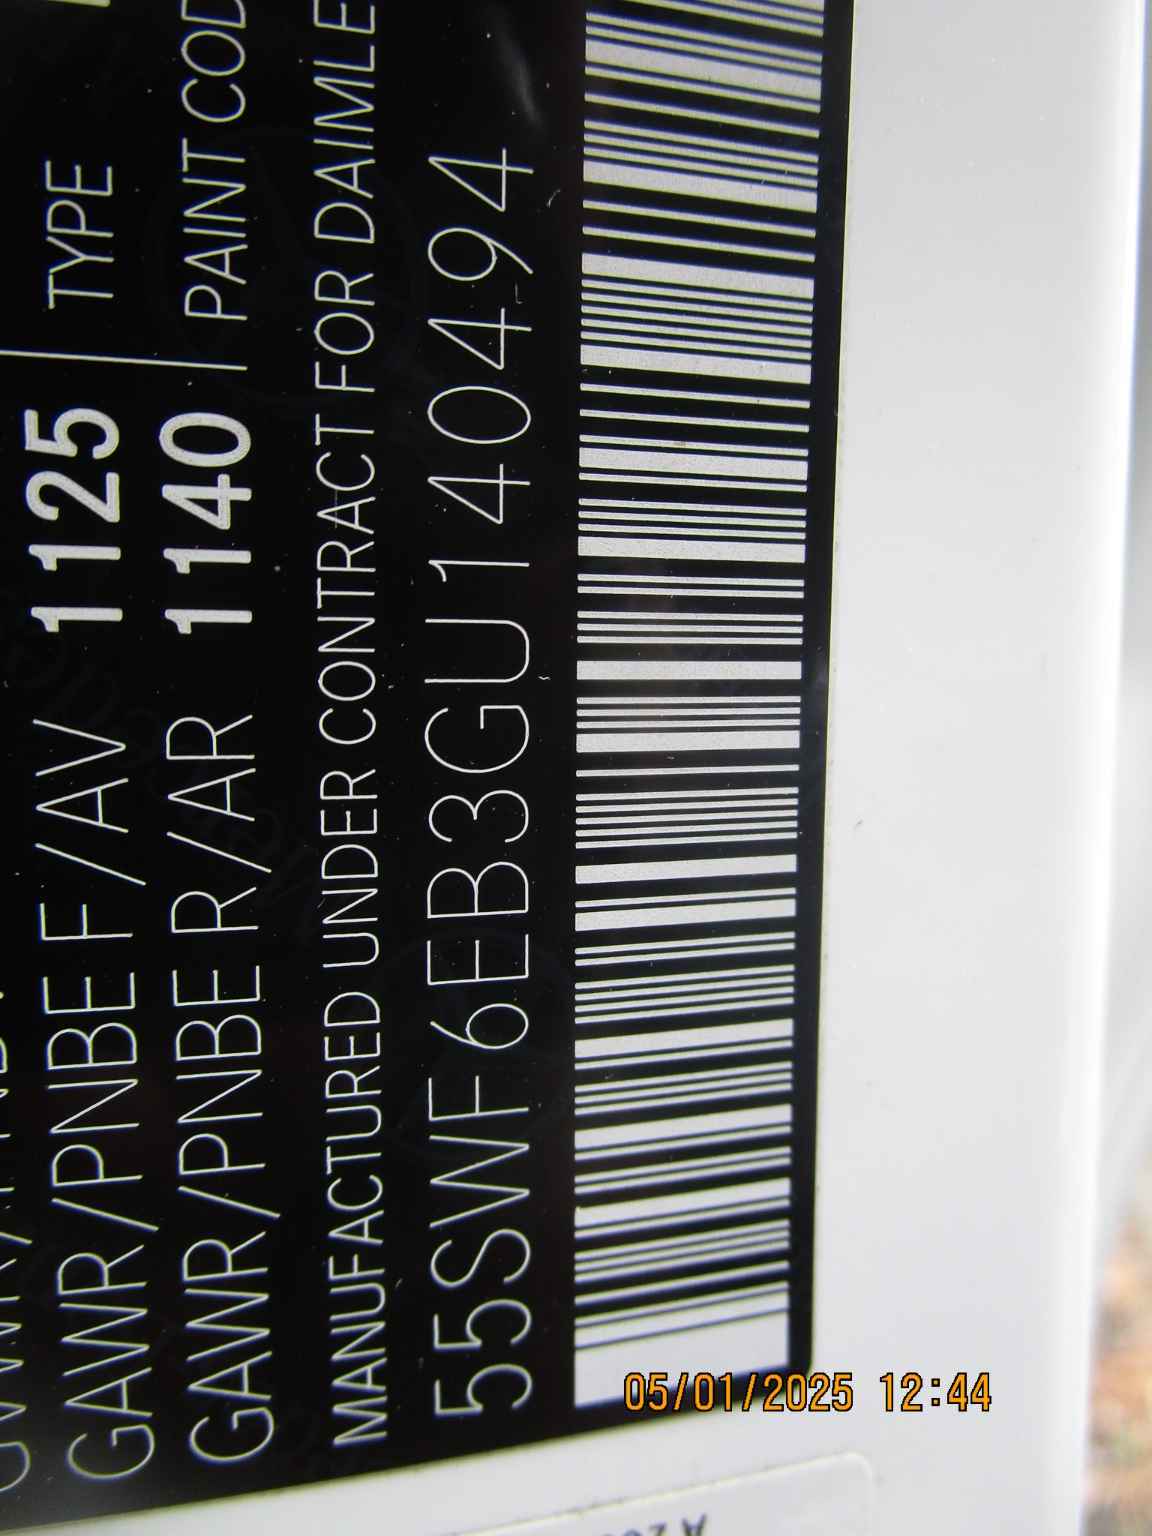 GAWR/PNBE F/AV 1125 TYPE
GAWR/PNBE R/AR 1140 PAINT COD
MANUFACTURED UNDER CONTRACT FOR DAIMLE
55SWF6EB3GU140494
05/01/2025 12:44